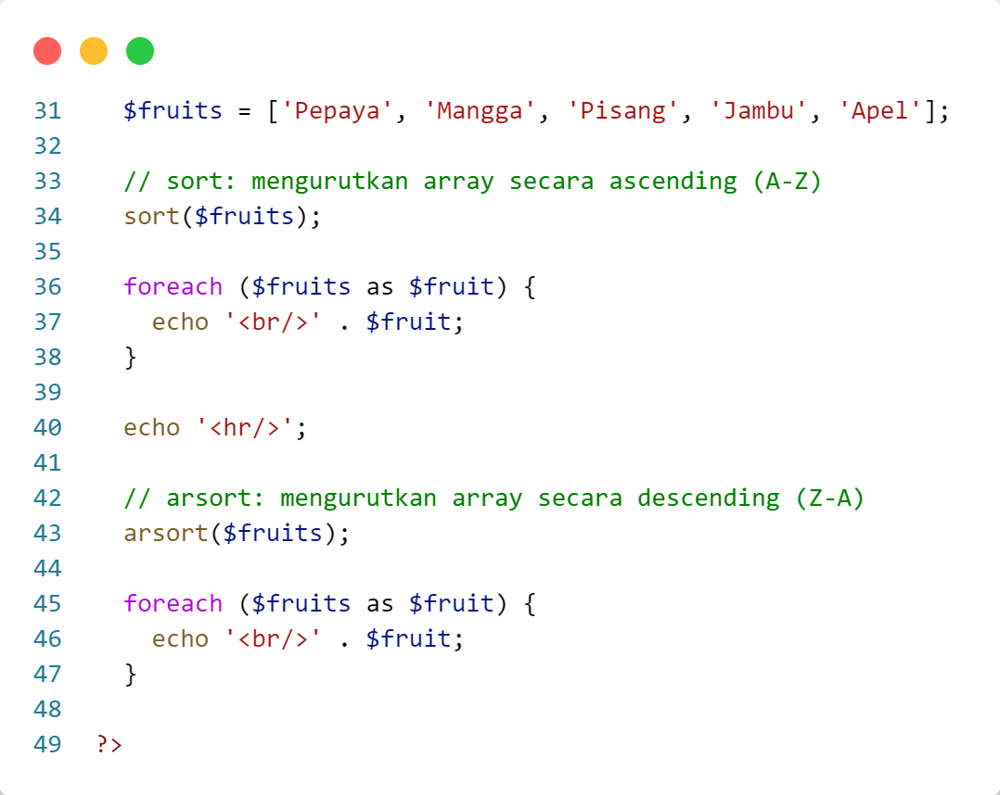 31 $fruits = ['Pepaya', 'Mangga', 'Pisang', 'Jambu', 'Apel'];
32
33 // sort: mengurutkan array secara ascending (A-Z)
34 sort($fruits);
35
36 foreach ($fruits as $fruit) {
37 echo '<br/>' . $fruit;
38 }
39
40 echo '<hr/>';
41
42 // arsort: mengurutkan array secara descending (Z-A)
43 arsort($fruits);
44
45 foreach ($fruits as $fruit) {
46 echo '<br/>' . $fruit;
47 }
48
49 ?>